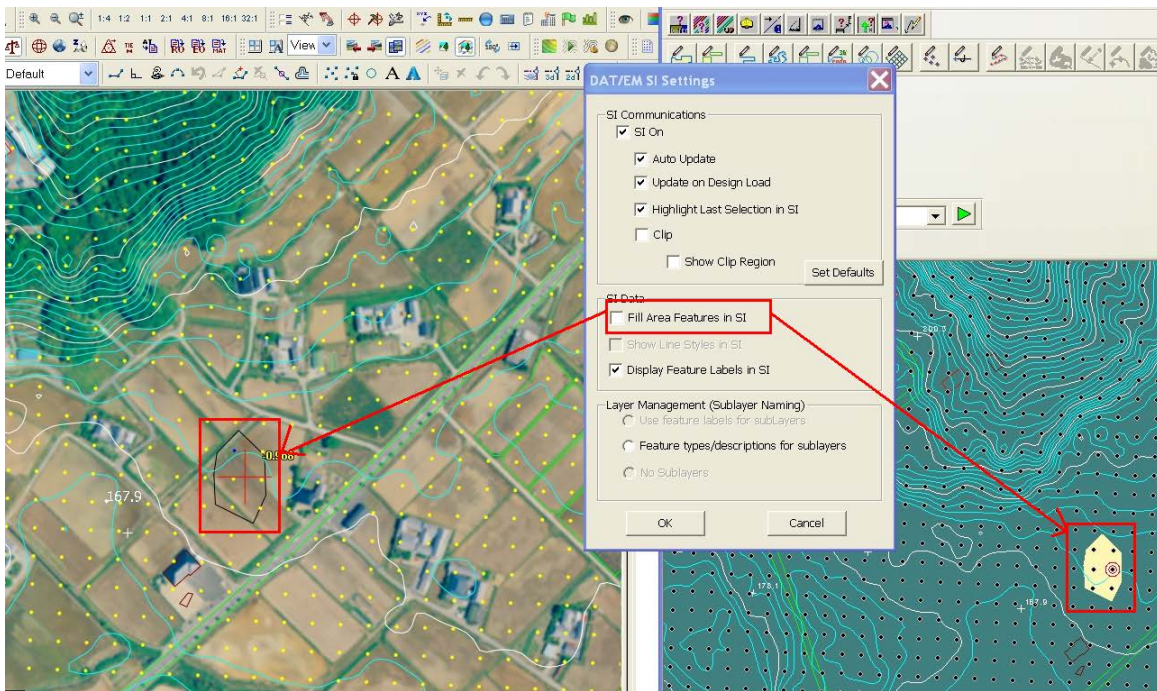 1:4 1:2 1:1 2:1 4:1 8:1 16:1 32:1
View
Default
DAT/EM SI Settings
SI Communications
SI On
Auto Update
Update on Design Load
Highlight Last Selection in SI
Clip
Show Clip Region
Set Defaults
SI Data
Fill Area Features in SI
Show Line Styles in SI
Display Feature Labels in SI
Layer Management (Sublayer Naming)
Use feature labels for subLayers
Feature types/descriptions for sublayers
No Sublayers
OK
Cancel
167.9
173.1
167.9